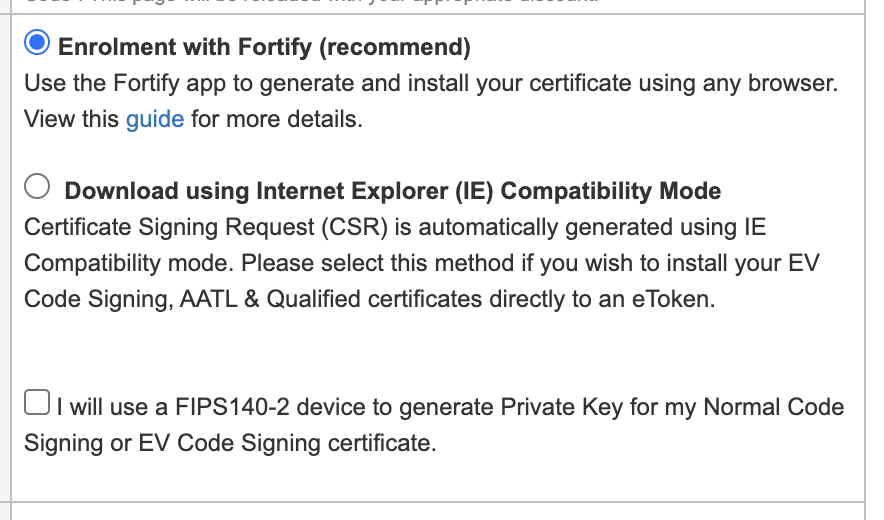 Enrolment with Fortify (recommend)
Use the Fortify app to generate and install your certificate using any browser.
View this guide for more details.
Download using Internet Explorer (IE) Compatibility Mode
Certificate Signing Request (CSR) is automatically generated using IE
Compatibility mode. Please select this method if you wish to install your EV
Code Signing, AATL & Qualified certificates directly to an eToken.
I will use a FIPS140-2 device to generate Private Key for my Normal Code
Signing or EV Code Signing certificate.